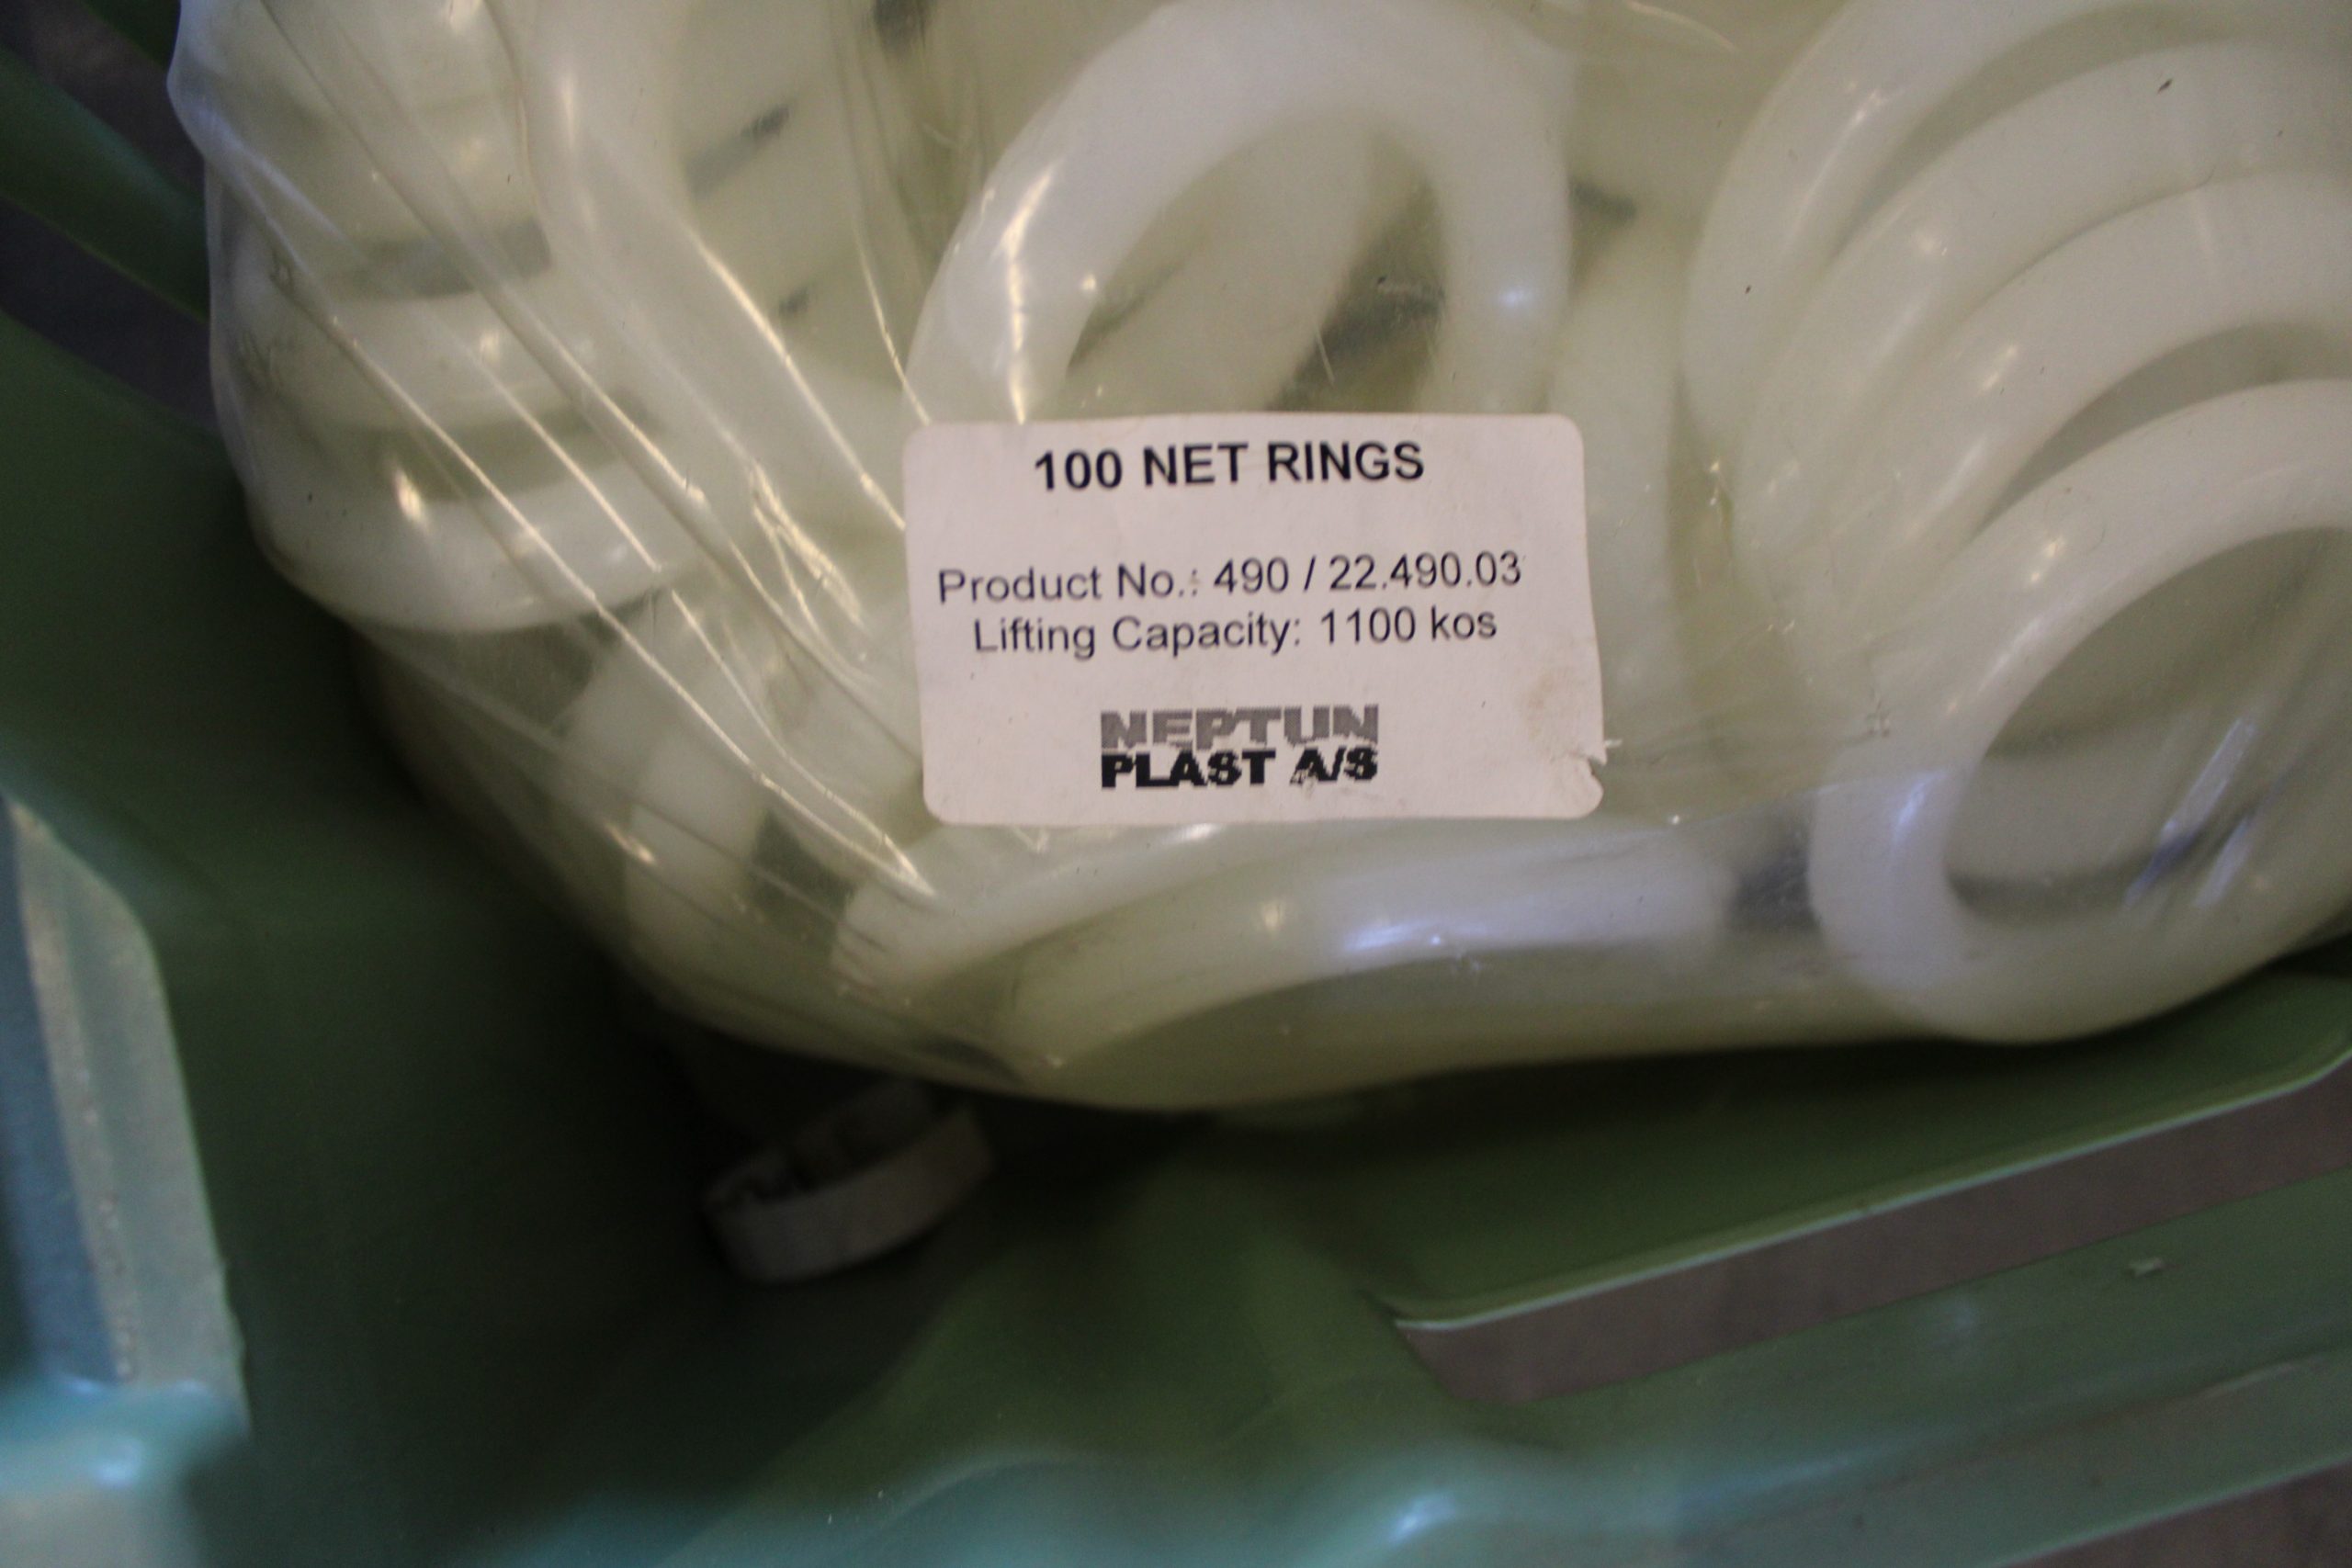 100 NET RINGS
Product No.: 490 / 22.490.03
Lifting Capacity: 1100 kos
NEPTUN
PLAST A/S